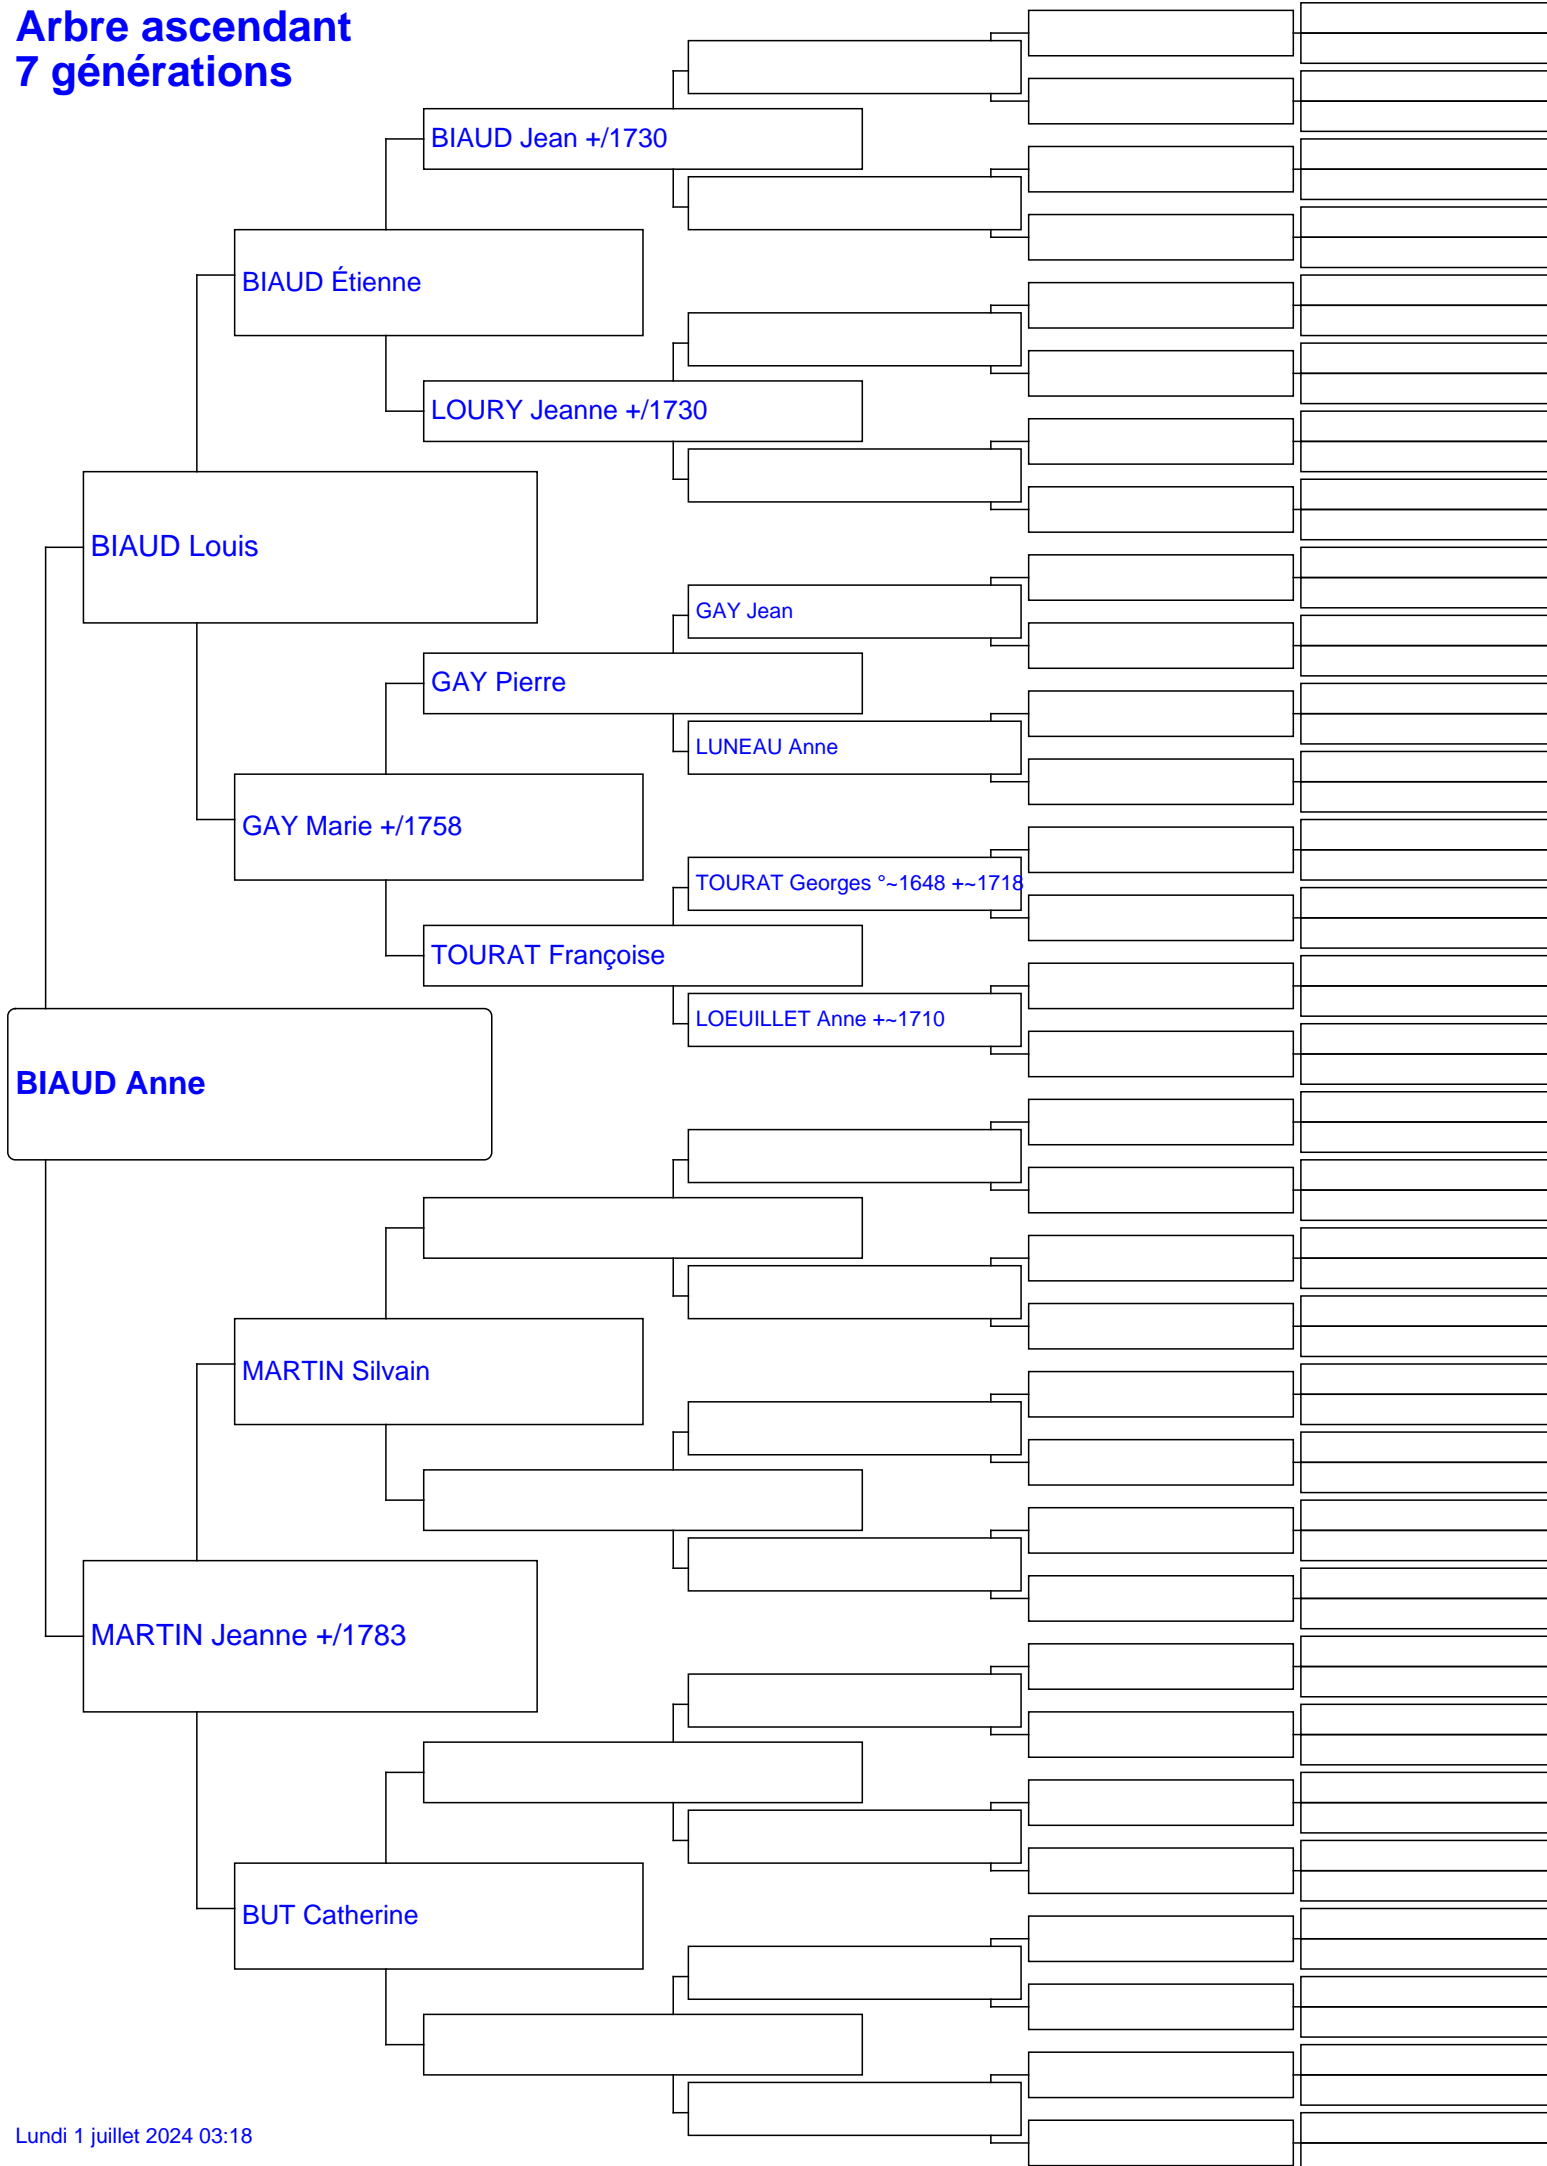 Arbre ascendant
7 générations
BIAUD Jean +/1730
BIAUD Étienne
LOURY Jeanne +/1730
BIAUD Louis
GAY Jean
GAY Pierre
LUNEAU Anne
GAY Marie +/1758
TOURAT Georges °~1648 +~1718
TOURAT Françoise
LOEUILLET Anne +~1710
BIAUD Anne
MARTIN Silvain
MARTIN Jeanne +/1783
BUT Catherine
Lundi 1 juillet 2024 03:18